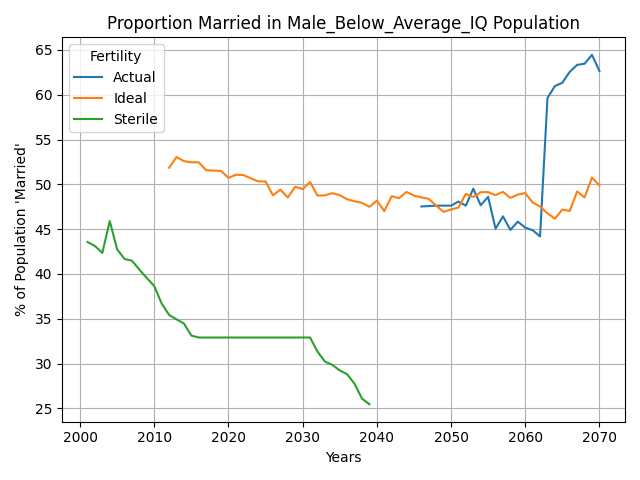 Proportion Married in Male_Below_Average_IQ Population
% of Population 'Married'
65
60
55
50
45
40
35
30
25
Fertility
Actual
Ideal
Sterile
2000 2010 2020 2030 2040 2050 2060 2070
Years